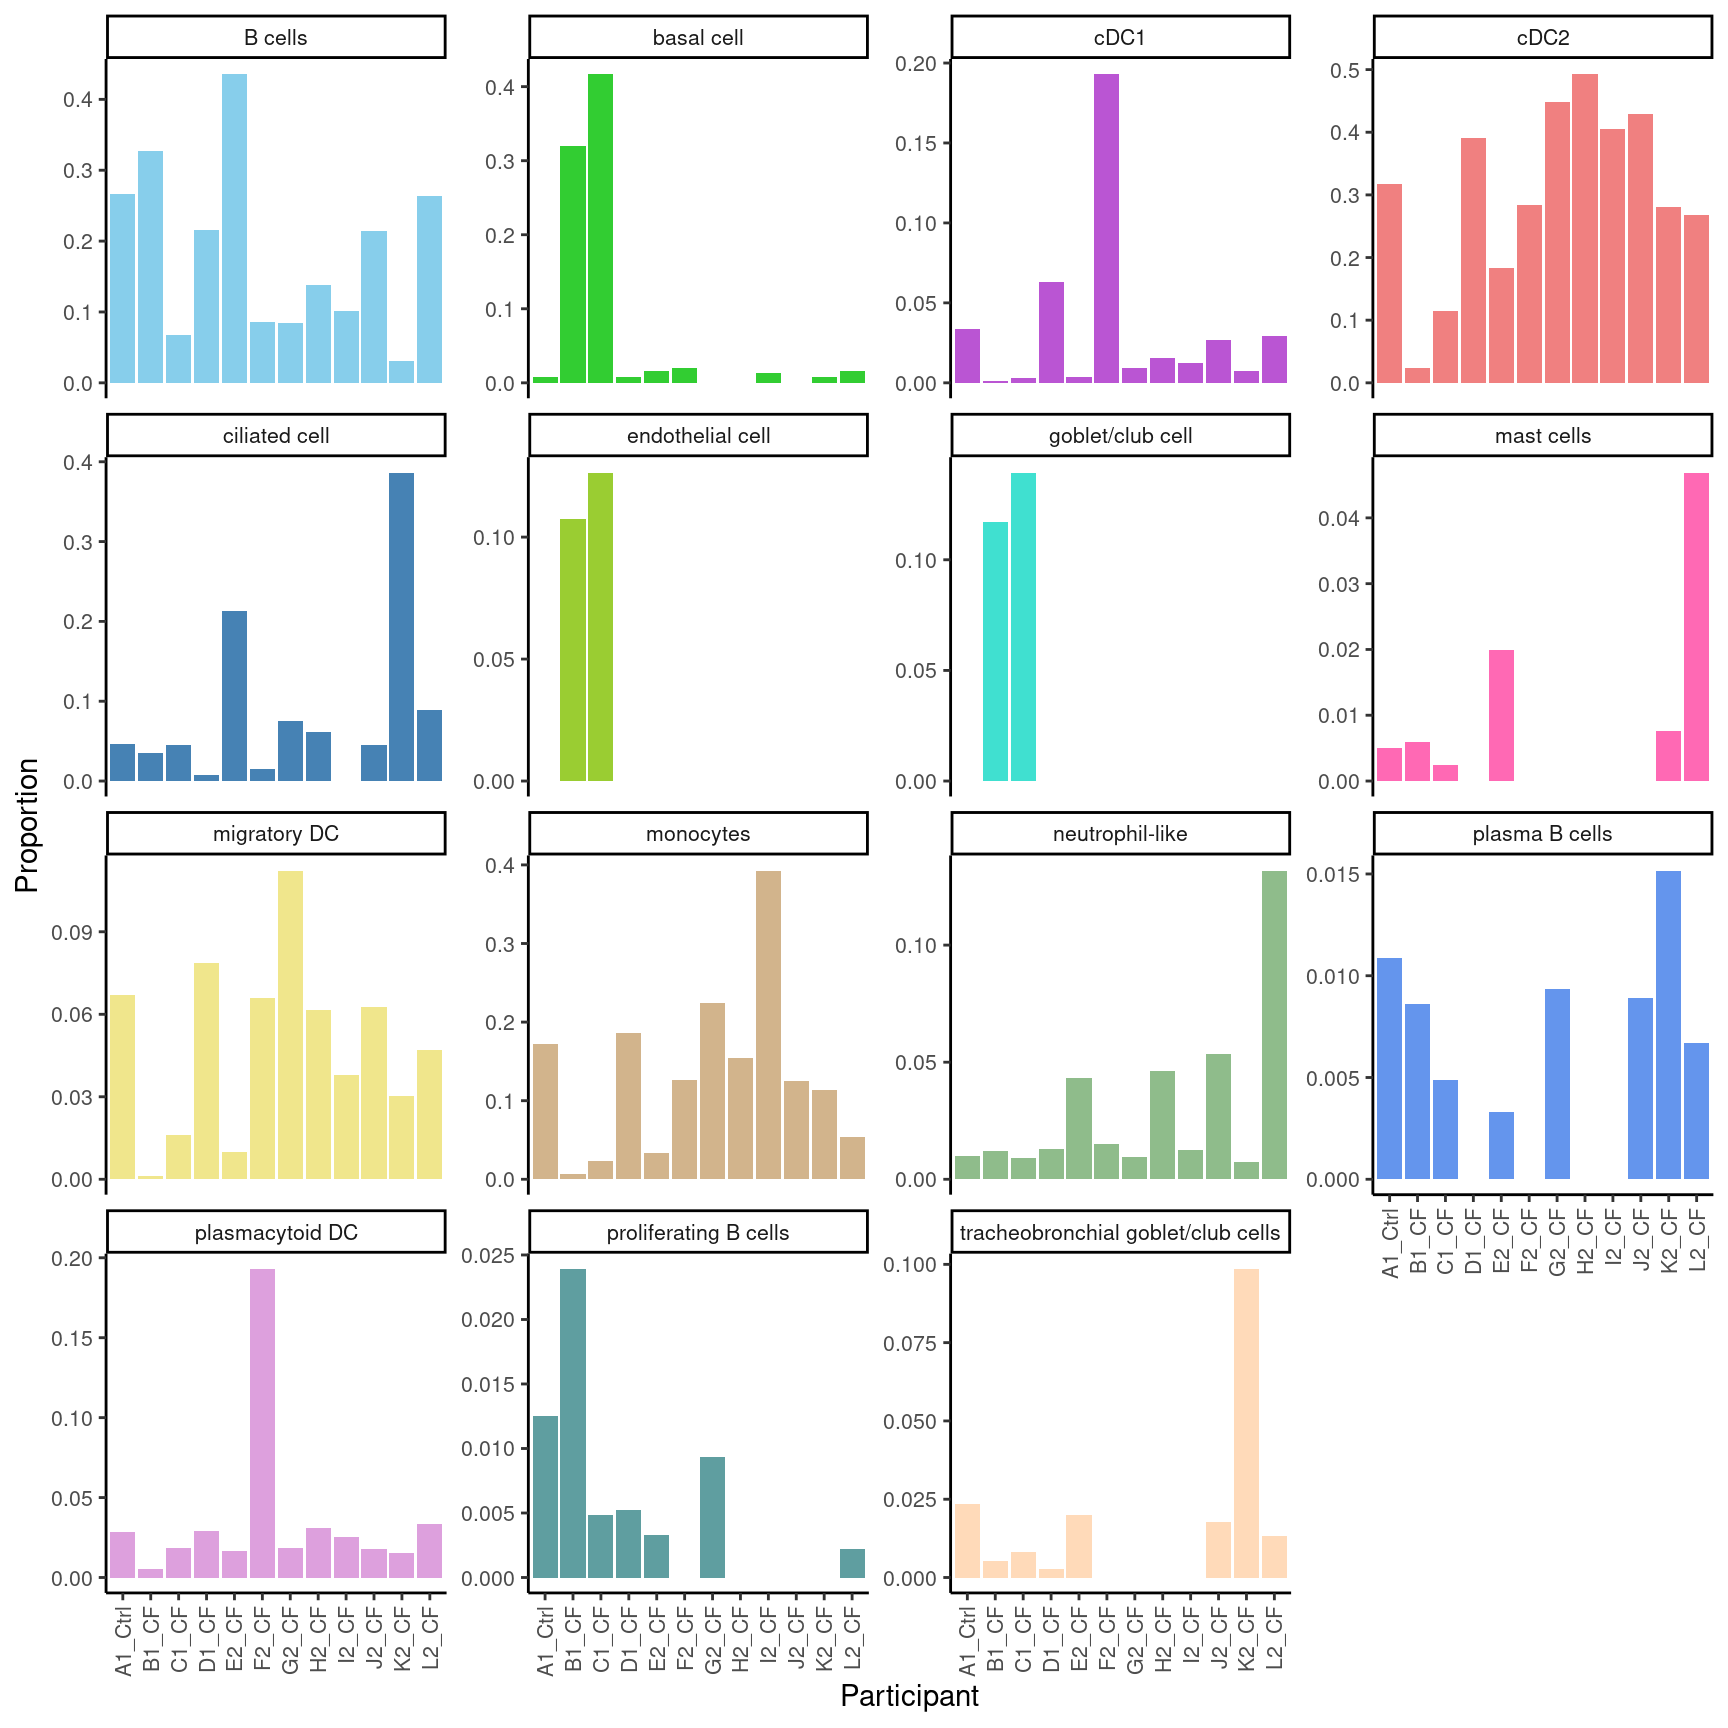 B cells
basal cell
cDC1
cDC2
0.4
0.3
0.2
0.1
0.0
0.4
0.3
0.2
0.1
0.0
0.20
0.15
0.10
0.05
0.00
0.5
0.4
0.3
0.2
0.1
0.0
ciliated cell
endothelial cell
goblet/club cell
mast cells
0.4
0.3
0.2
0.1
0.0
0.10
0.05
0.00
0.10
0.05
0.00
0.04
0.03
0.02
0.01
0.00
Proportion
migratory DC
monocytes
neutrophil-like
plasma B cells
0.09
0.06
0.03
0.00
0.4
0.3
0.2
0.1
0.0
0.10
0.05
0.00
0.015
0.010
0.005
0.000
A1_Ctrl
B1_CF
C1_CF
D1_CF
E2_CF
F2_CF
G2_CF
H2_CF
I2_CF
J2_CF
K2_CF
L2_CF
plasmacytoid DC
proliferating B cells
tracheobronchial goblet/club cells
0.20
0.15
0.10
0.05
0.00
0.025
0.020
0.015
0.010
0.005
0.000
0.100
0.075
0.050
0.025
0.000
A1_Ctrl
B1_CF
C1_CF
D1_CF
E2_CF
F2_CF
G2_CF
H2_CF
I2_CF
J2_CF
K2_CF
L2_CF
A1_Ctrl
B1_CF
C1_CF
D1_CF
E2_CF
F2_CF
G2_CF
H2_CF
I2_CF
J2_CF
K2_CF
L2_CF
A1_Ctrl
B1_CF
C1_CF
D1_CF
E2_CF
F2_CF
G2_CF
H2_CF
I2_CF
J2_CF
K2_CF
L2_CF
Participant